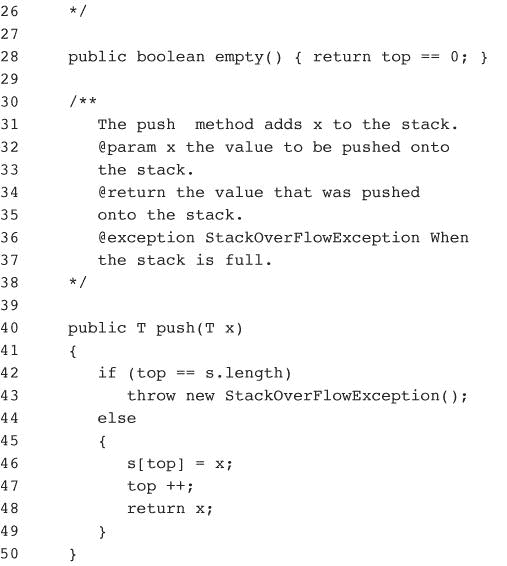 26     */
27
28     public boolean empty() { return top == 0; }
29
30     /**
31        The push  method adds x to the stack.
32        @param x the value to be pushed onto
33        the stack.
34        @return the value that was pushed
35        onto the stack.
36        @exception StackOverFlowException When
37        the stack is full.
38     */
39
40     public T push(T x)
41     {
42        if (top == s.length)
43           throw new StackOverFlowException();
44        else
45        {
46           s[top] = x;
47           top ++;
48           return x;
49        }
50     }